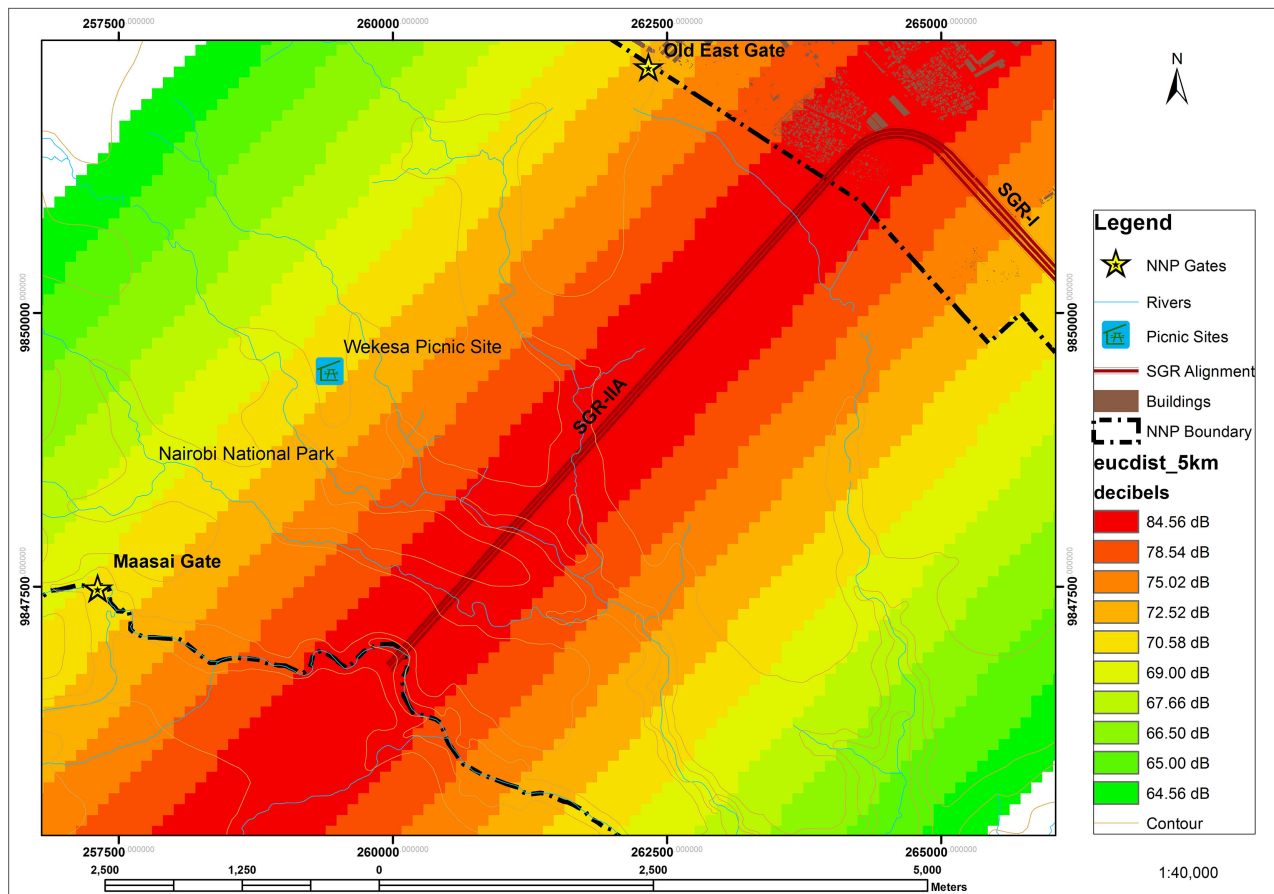 257500.000000 260000.000000 262500.000000 265000.000000
Old East Gate
N
SGR-I
9850000.000000
9850000.000000
Wekesa Picnic Site
SGR-IIA
Nairobi National Park
Maasai Gate
9847500.000000
9847500.000000
Legend
NNP Gates
Rivers
Picnic Sites
SGR Alignment
Buildings
NNP Boundary
eucdist_5km
decibels
84.56 dB
78.54 dB
75.02 dB
72.52 dB
70.58 dB
69.00 dB
67.66 dB
66.50 dB
65.00 dB
64.56 dB
Contour
257500.000000 260000.000000 262500.000000 265000.000000
2,500 1,250 0 2,500 5,000
Meters
1:40,000